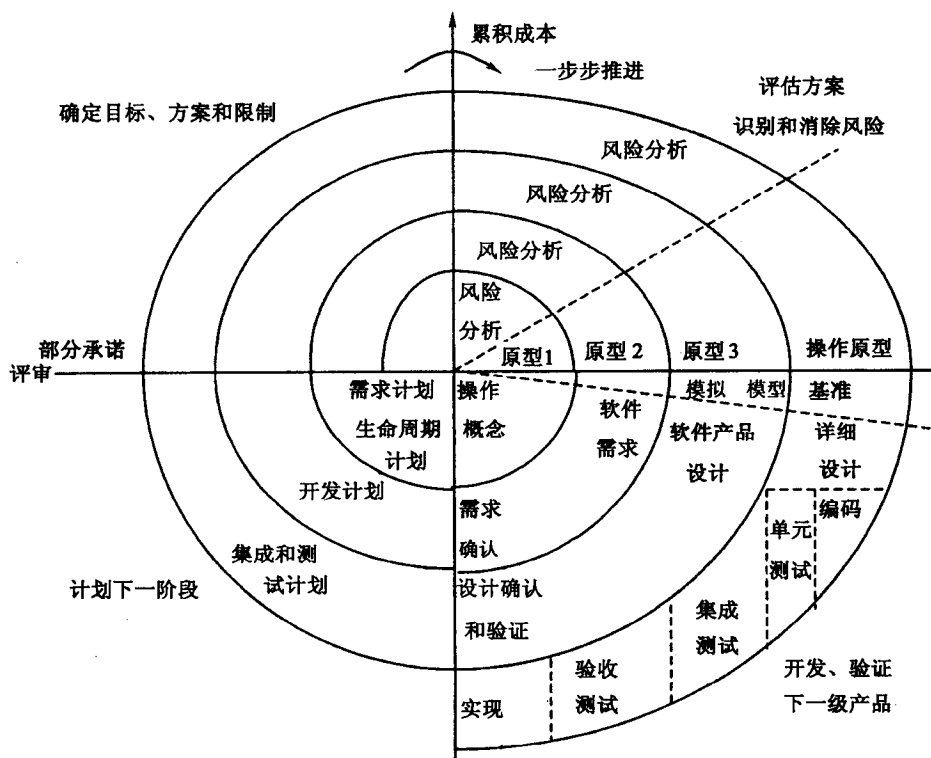 累积成本
一步步推进
评估方案
识别和消除风险
确定目标、方案和限制
风险分析
风险分析
风险分析
风险
分析
部分承诺
评审
原型1
原型2
原型3
操作原型
需求计划
操作
概念
生命周期
计划
软件
需求
模拟 模型
基准
软件产品
设计
详细
设计
开发计划
需求
确认
编码
单元
测试
集成和测
试计划
计划下一阶段
设计确认
和验证
集成
测试
验收
测试
实现
开发、验证
下一级产品